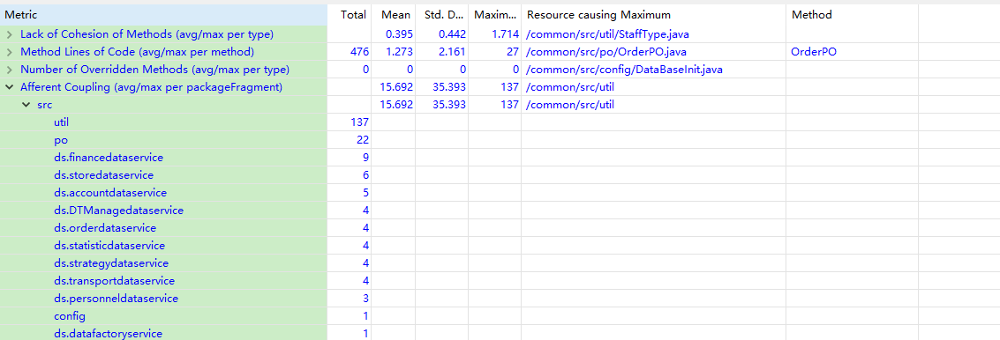 Metric Total Mean Std. D... Maxim... Resource causing Maximum Method
Lack of Cohesion of Methods (avg/max per type) 0.395 0.442 1.714 /common/src/util/StaffType.java
Method Lines of Code (avg/max per method) 476 1.273 2.161 27 /common/src/po/OrderPO.java OrderPO
Number of Overridden Methods (avg/max per type) 0 0 0 0 /common/src/config/DataBaseInit.java
Afferent Coupling (avg/max per packageFragment) 15.692 35.393 137 /common/src/util
src 15.692 35.393 137 /common/src/util
util 137
po 22
ds.financedataservice 9
ds.storedataservice 6
ds.accountdataservice 5
ds.DTManagedataservice 4
ds.orderdataservice 4
ds.statisticdataservice 4
ds.strategydataservice 4
ds.transportdataservice 4
ds.personneldataservice 3
config 1
ds.datafactoryservice 1